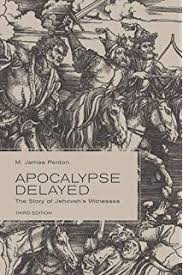 M. James Penton
APOCALYPSE
DELAYED
The Story of Jehovah's Witnesses
THIRD EDITION